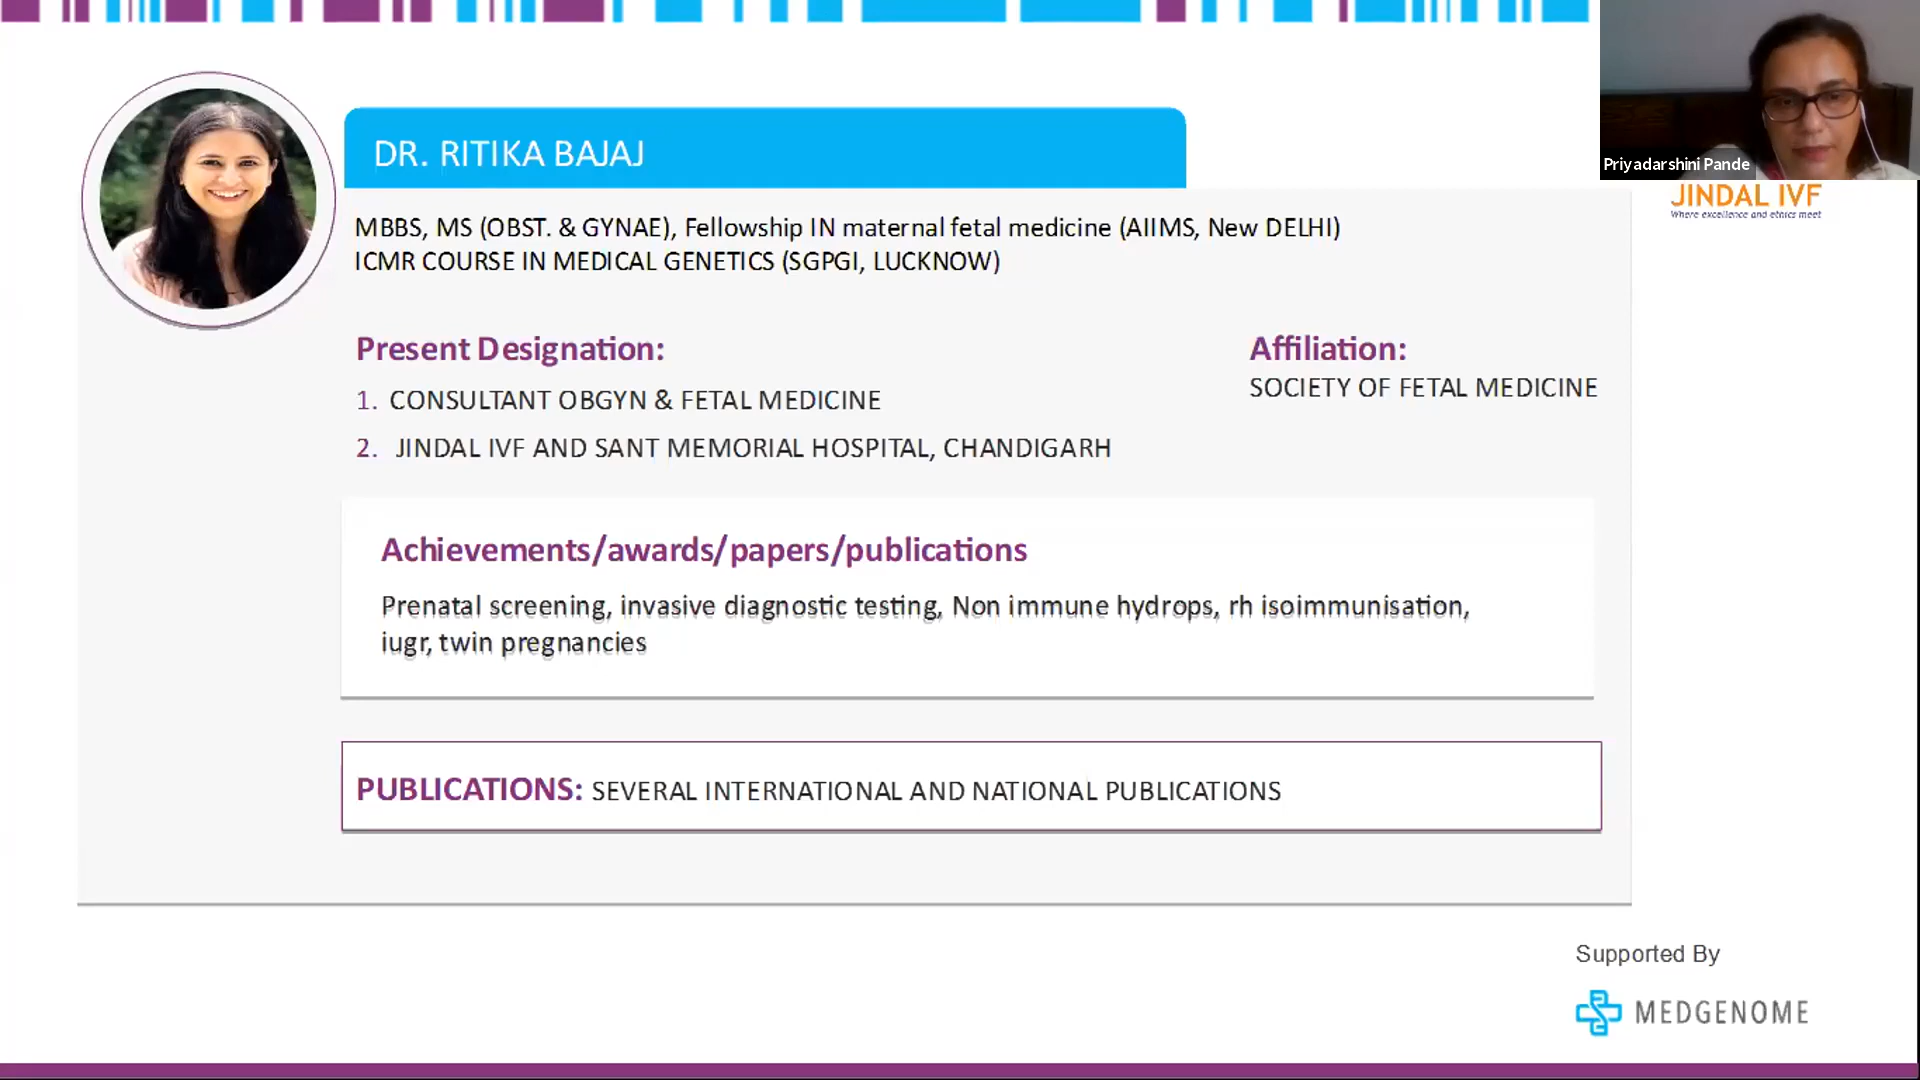 DR. RITIKA BAJAJ
Priyadarshini Pande
JINDAL IVF
Where excellence and ethics meet
MBBS, MS (OBST. & GYNAE), Fellowship IN maternal fetal medicine (AIIMS, New DELHI)
ICMR COURSE IN MEDICAL GENETICS (SGPGI, LUCKNOW)
Present Designation:
1. CONSULTANT OBGYN & FETAL MEDICINE
2. JINDAL IVF AND SANT MEMORIAL HOSPITAL, CHANDIGARH
Affiliation:
SOCIETY OF FETAL MEDICINE
Achievements/awards/papers/publications
Prenatal screening, invasive diagnostic testing, Non immune hydrops, rh isoimmunisation,
iugr, twin pregnancies
PUBLICATIONS: SEVERAL INTERNATIONAL AND NATIONAL PUBLICATIONS
Supported By
MEDGENOME